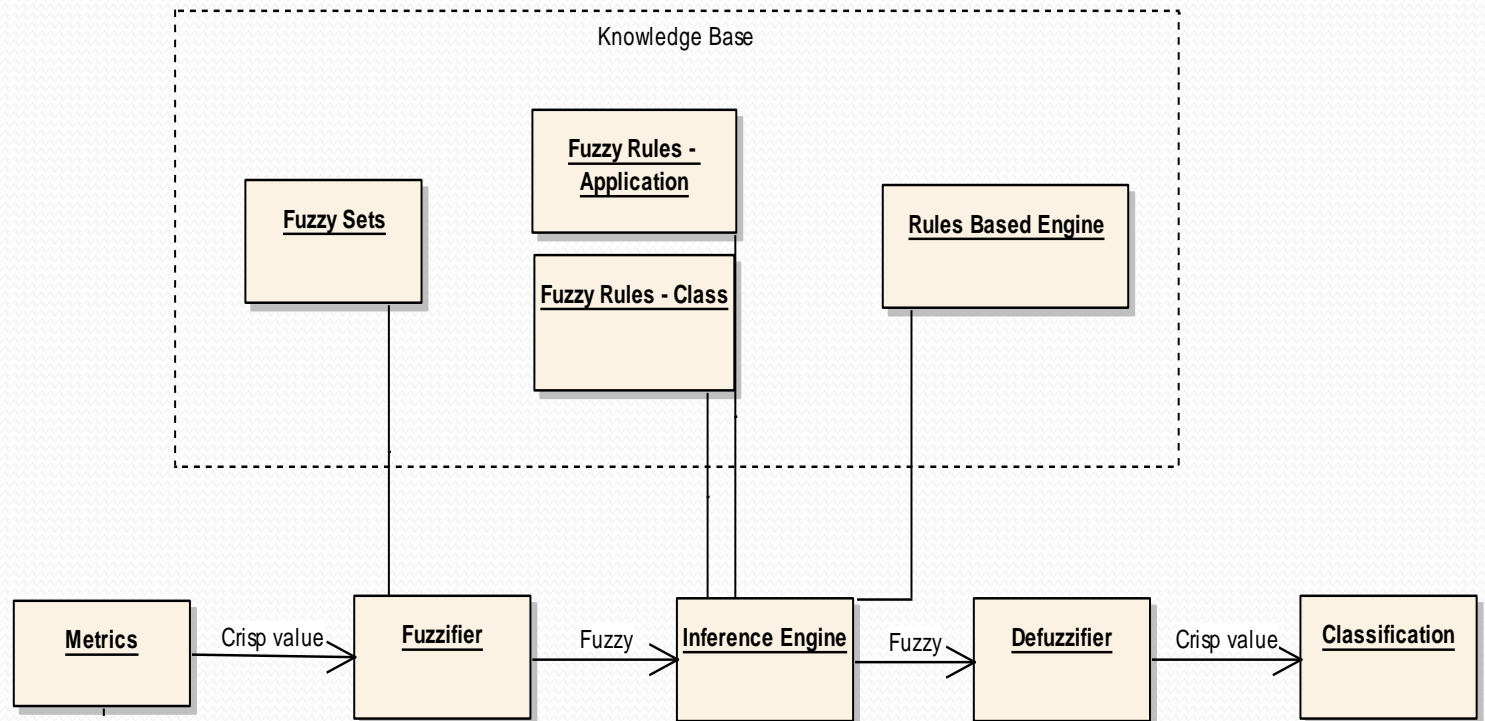 Knowledge Base
Fuzzy Rules -
Application
Fuzzy Sets
Rules Based Engine
Fuzzy Rules - Class
Metrics
Crisp value
Fuzzifier
Fuzzy
Inference Engine
Fuzzy
Defuzzifier
Crisp value
Classification